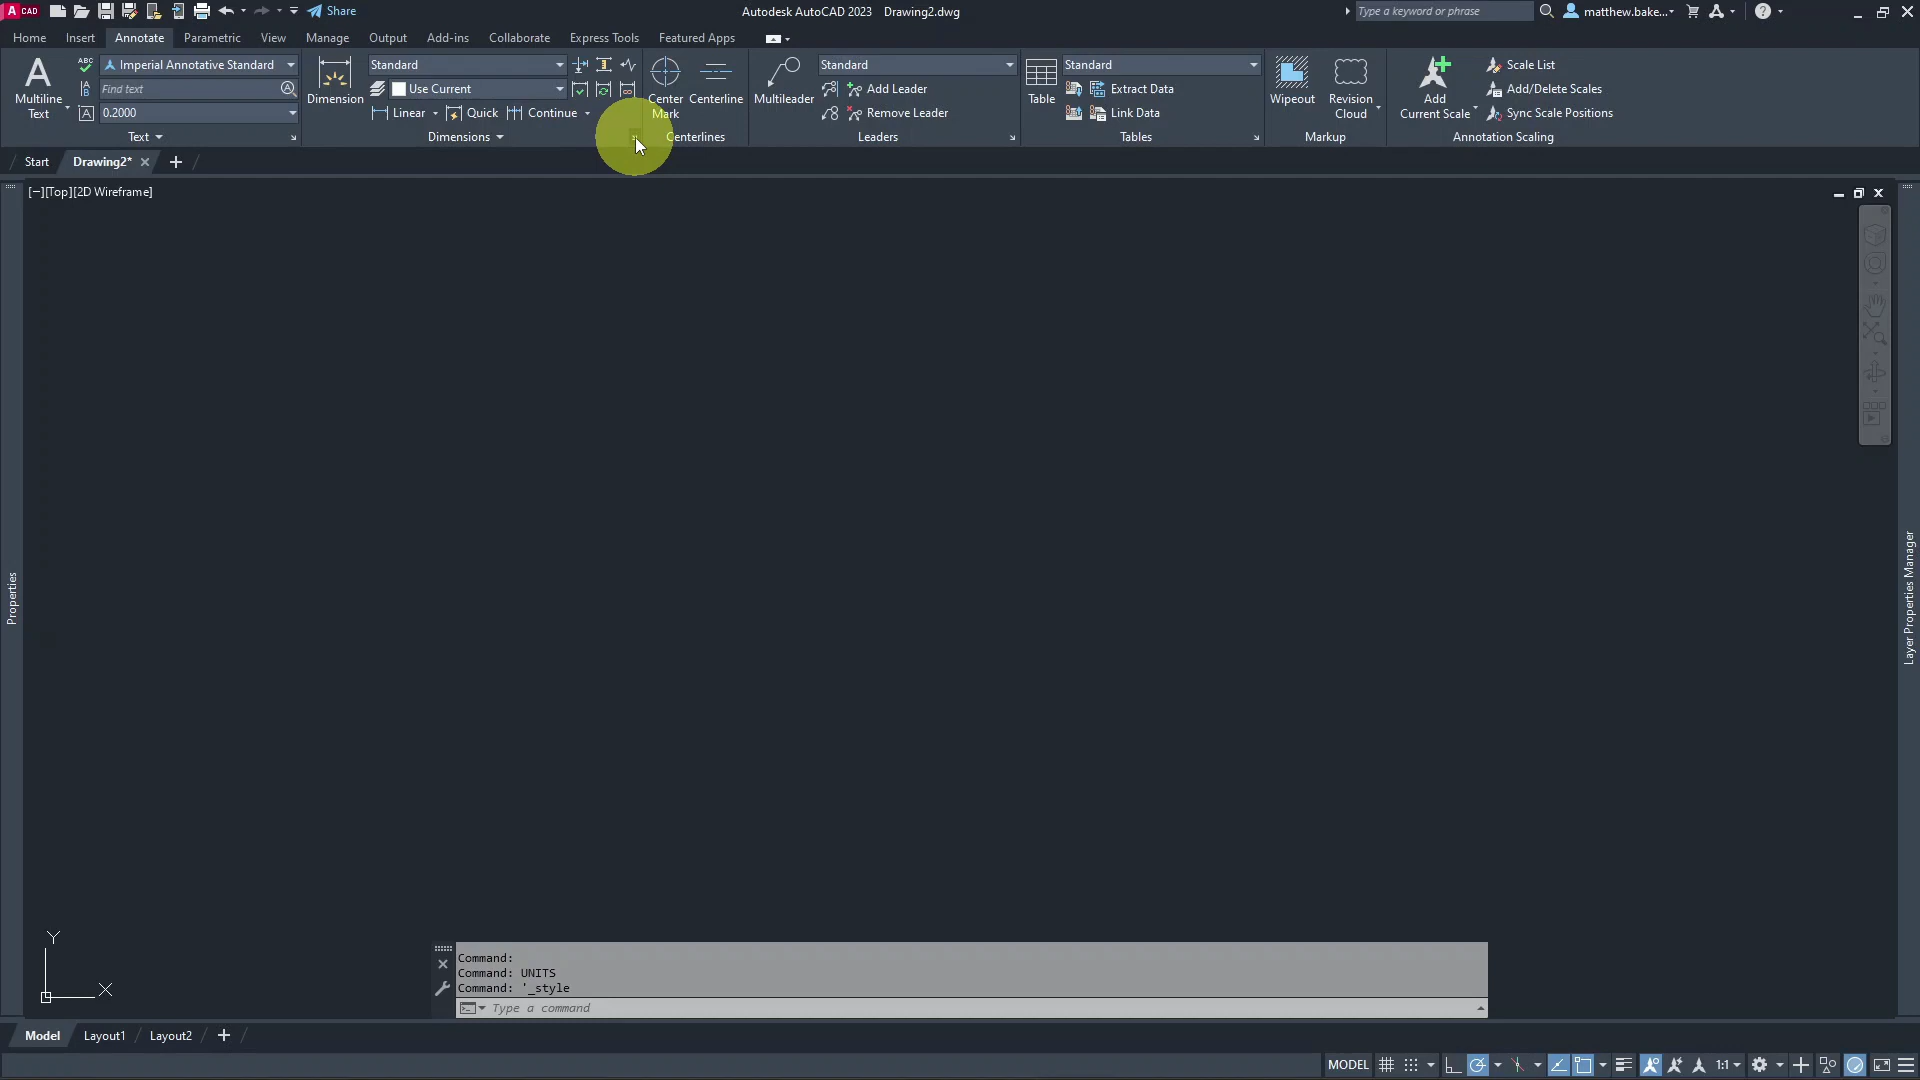 A CAD
Share
Autodesk AutoCAD 2023 Drawing2.dwg
Type a keyword or phrase
matthew.bake...
Home Insert Annotate Parametric View Manage Output Add-ins Collaborate Express Tools Featured Apps
Multiline
Text
ABC
Imperial Annotative Standard
Find text
0.2000
Text
Dimension
Standard
Use Current
Linear Quick Continue
Dimensions
Center
Mark
Centerline
Centerlines
Multileader
Standard
Add Leader
Remove Leader
Leaders
Table
Standard
Extract Data
Link Data
Tables
Wipeout
Revision
Cloud
Markup
Add
Current Scale
Scale List
Add/Delete Scales
Sync Scale Positions
Annotation Scaling
Start Drawing2*
[−][Top][2D Wireframe]
Properties
Layer Properties Manager
Y
X
Command:
Command: UNITS
Command: '_style
Type a command
Model Layout1 Layout2
MODEL 1:1